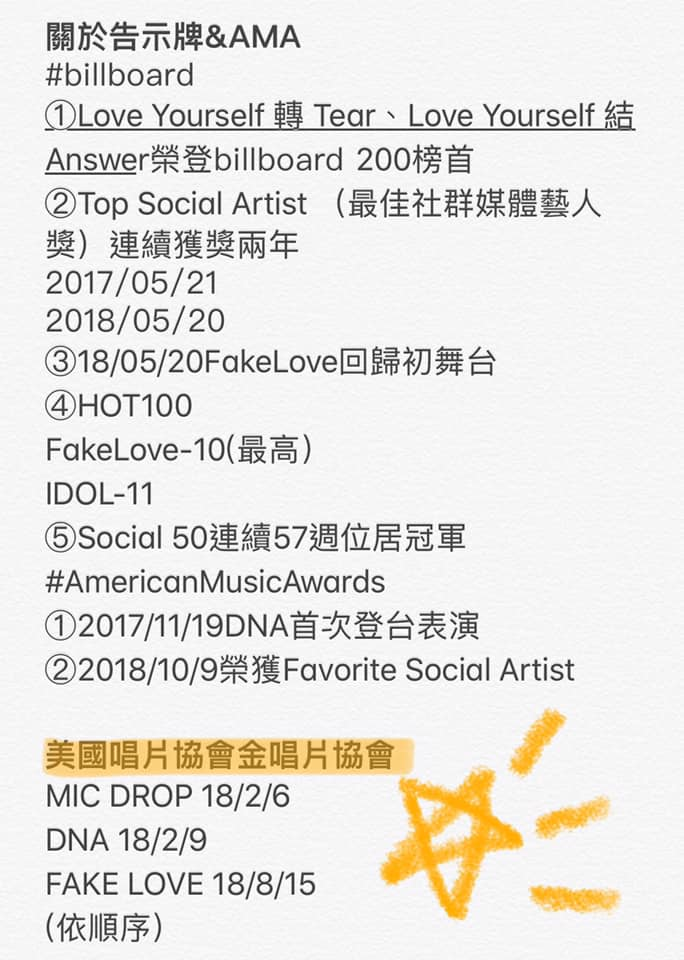 關於告示牌&AMA
#billboard
①Love Yourself 轉 Tear、Love Yourself 結
Answer榮登billboard 200榜首
②Top Social Artist （最佳社群媒體藝人
獎）連續獲獎兩年
2017/05/21
2018/05/20
③18/05/20FakeLove回歸初舞台
④HOT100
FakeLove-10(最高)
IDOL-11
⑤Social 50連續57週位居冠軍
#AmericanMusicAwards
①2017/11/19DNA首次登台表演
②2018/10/9榮獲Favorite Social Artist
美國唱片協會金唱片協會
MIC DROP 18/2/6
DNA 18/2/9
FAKE LOVE 18/8/15
(依順序)